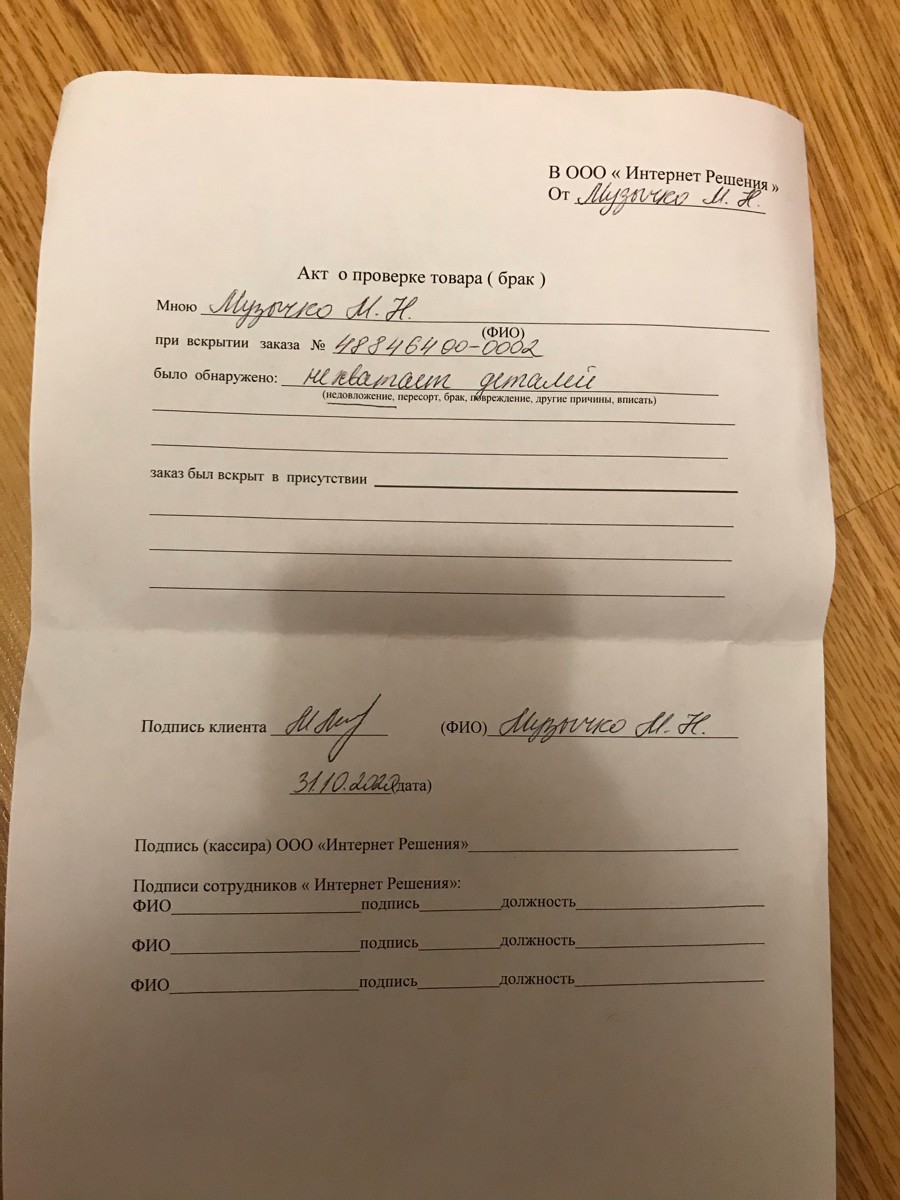 В ООО « Интернет Решения »
От Музычко М. Н.
Акт о проверке товара ( брак )
Мною Музычко М. Н.
(ФИО)
при вскрытии заказа № 48846400-0002
было обнаружено: не хватает деталей
(недовложение, пересорт, брак, повреждение, другие причины, вписать)
заказ был вскрыт в присутствии
Подпись клиента (ФИО) Музычко М. Н.
31.10.2020 (дата)
Подпись (кассира) ООО «Интернет Решения»
Подписи сотрудников « Интернет Решения»:
ФИО подпись должность
ФИО подпись должность
ФИО подпись должность